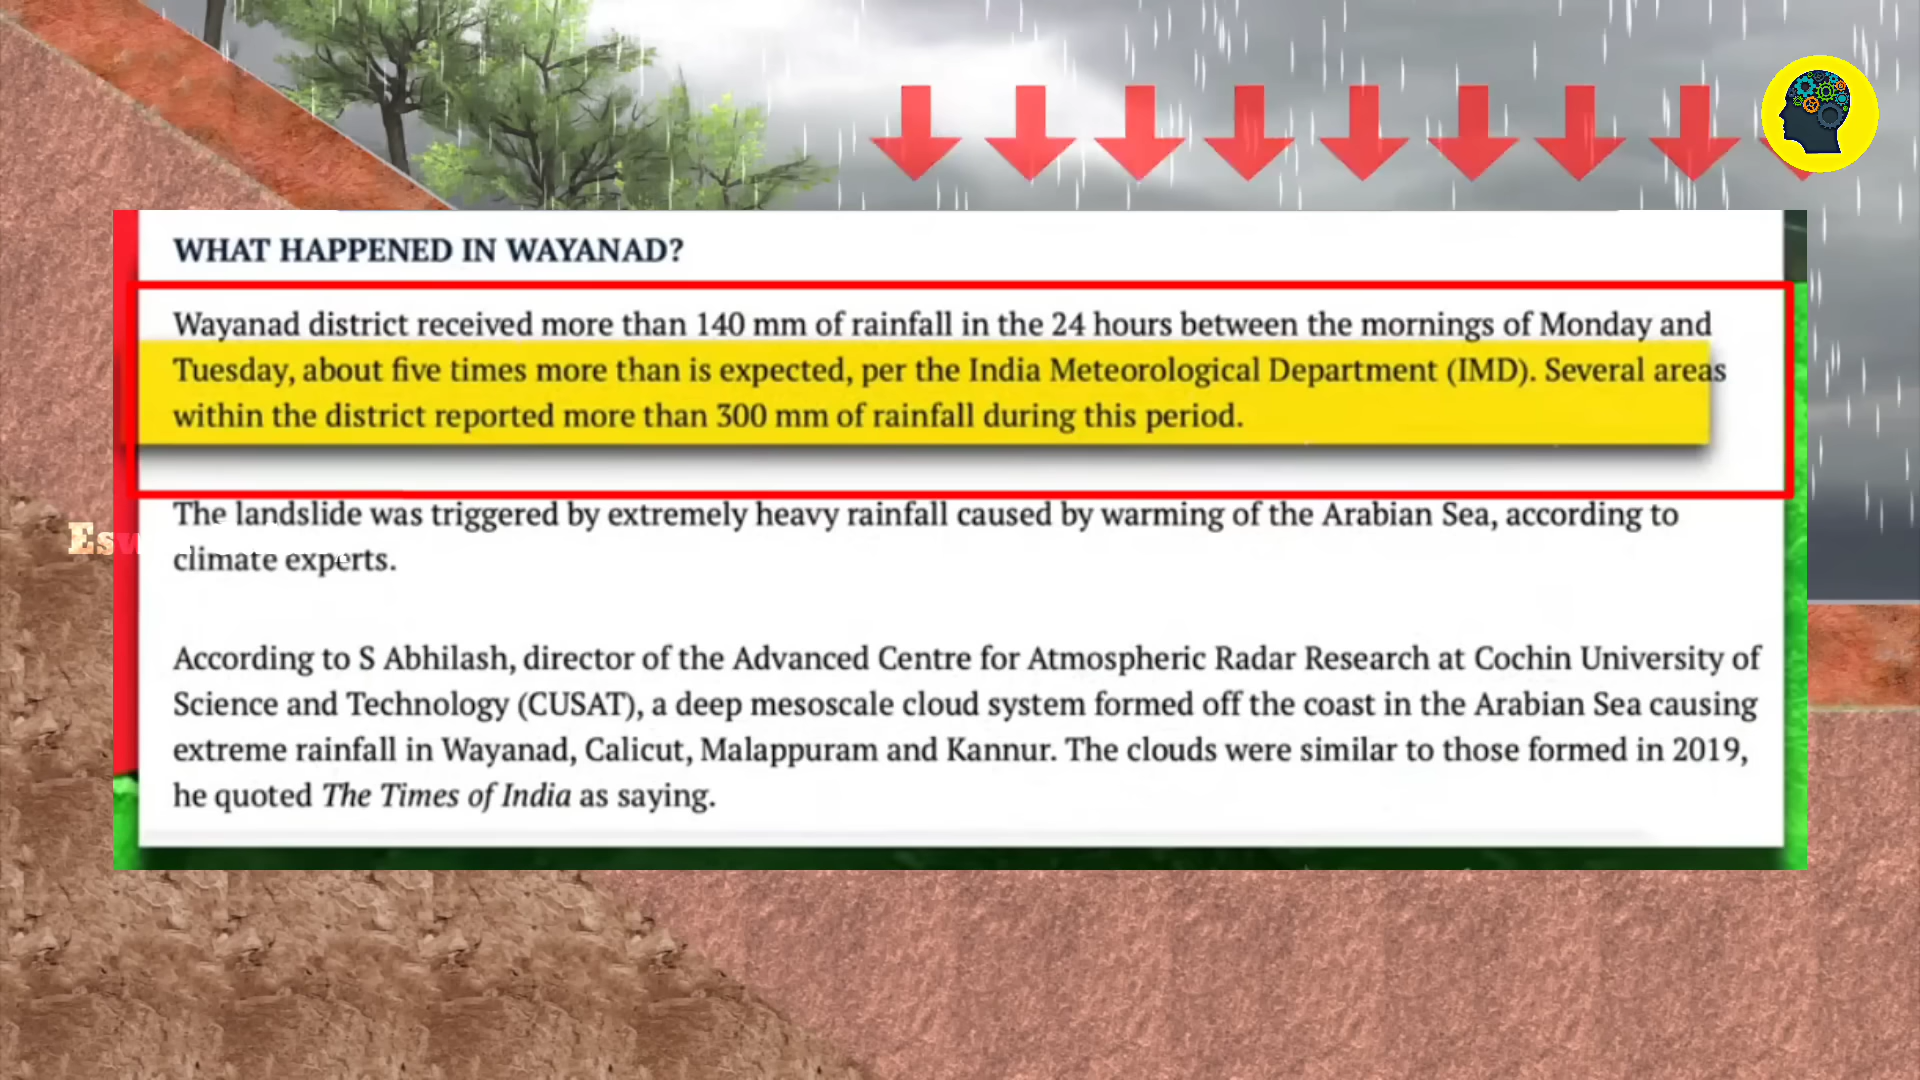 WHAT HAPPENED IN WAYANAD?
Wayanad district received more than 140 mm of rainfall in the 24 hours between the mornings of Monday and
Tuesday, about five times more than is expected, per the India Meteorological Department (IMD). Several areas
within the district reported more than 300 mm of rainfall during this period.
The landslide was triggered by extremely heavy rainfall caused by warming of the Arabian Sea, according to
climate experts.
According to S Abhilash, director of the Advanced Centre for Atmospheric Radar Research at Cochin University of
Science and Technology (CUSAT), a deep mesoscale cloud system formed off the coast in the Arabian Sea causing
extreme rainfall in Wayanad, Calicut, Malappuram and Kannur. The clouds were similar to those formed in 2019,
he quoted The Times of India as saying.